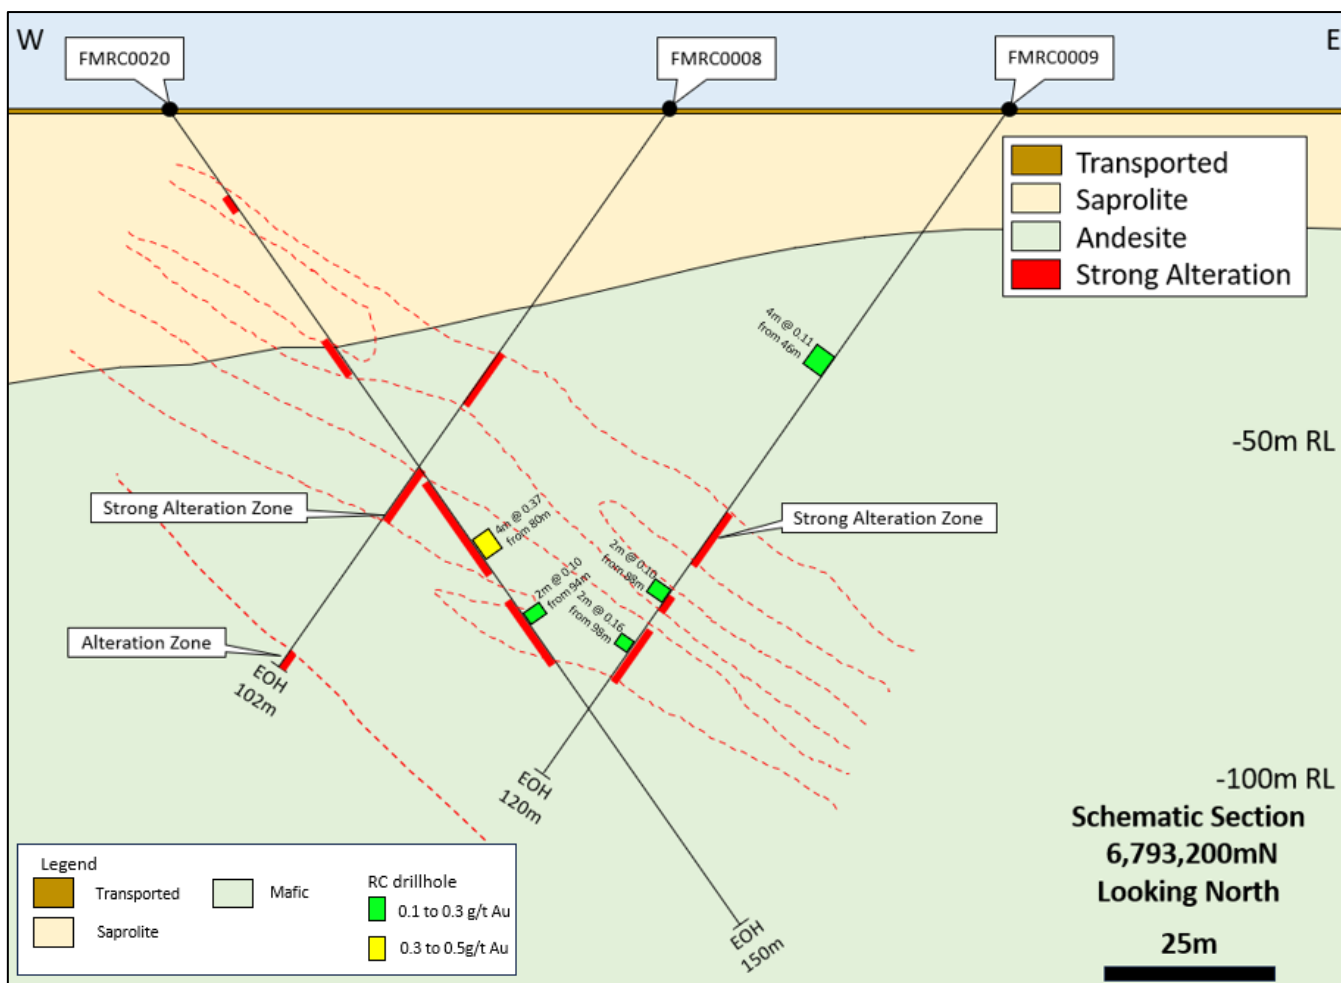 W
E
FMRC0020
FMRC0008
FMRC0009
Transported
Saprolite
Andesite
Strong Alteration
4m @ 0.11
from 46m
-50m RL
Strong Alteration Zone
Strong Alteration Zone
4m @ 0.37
from 80m
2m @ 0.10
from 94m
2m @ 0.10
from 88m
2m @ 0.16
from 98m
Alteration Zone
EOH
102m
EOH
120m
EOH
150m
-100m RL
Schematic Section
6,793,200mN
Looking North
25m
Legend
Transported
Saprolite
Mafic
RC drillhole
0.1 to 0.3 g/t Au
0.3 to 0.5g/t Au